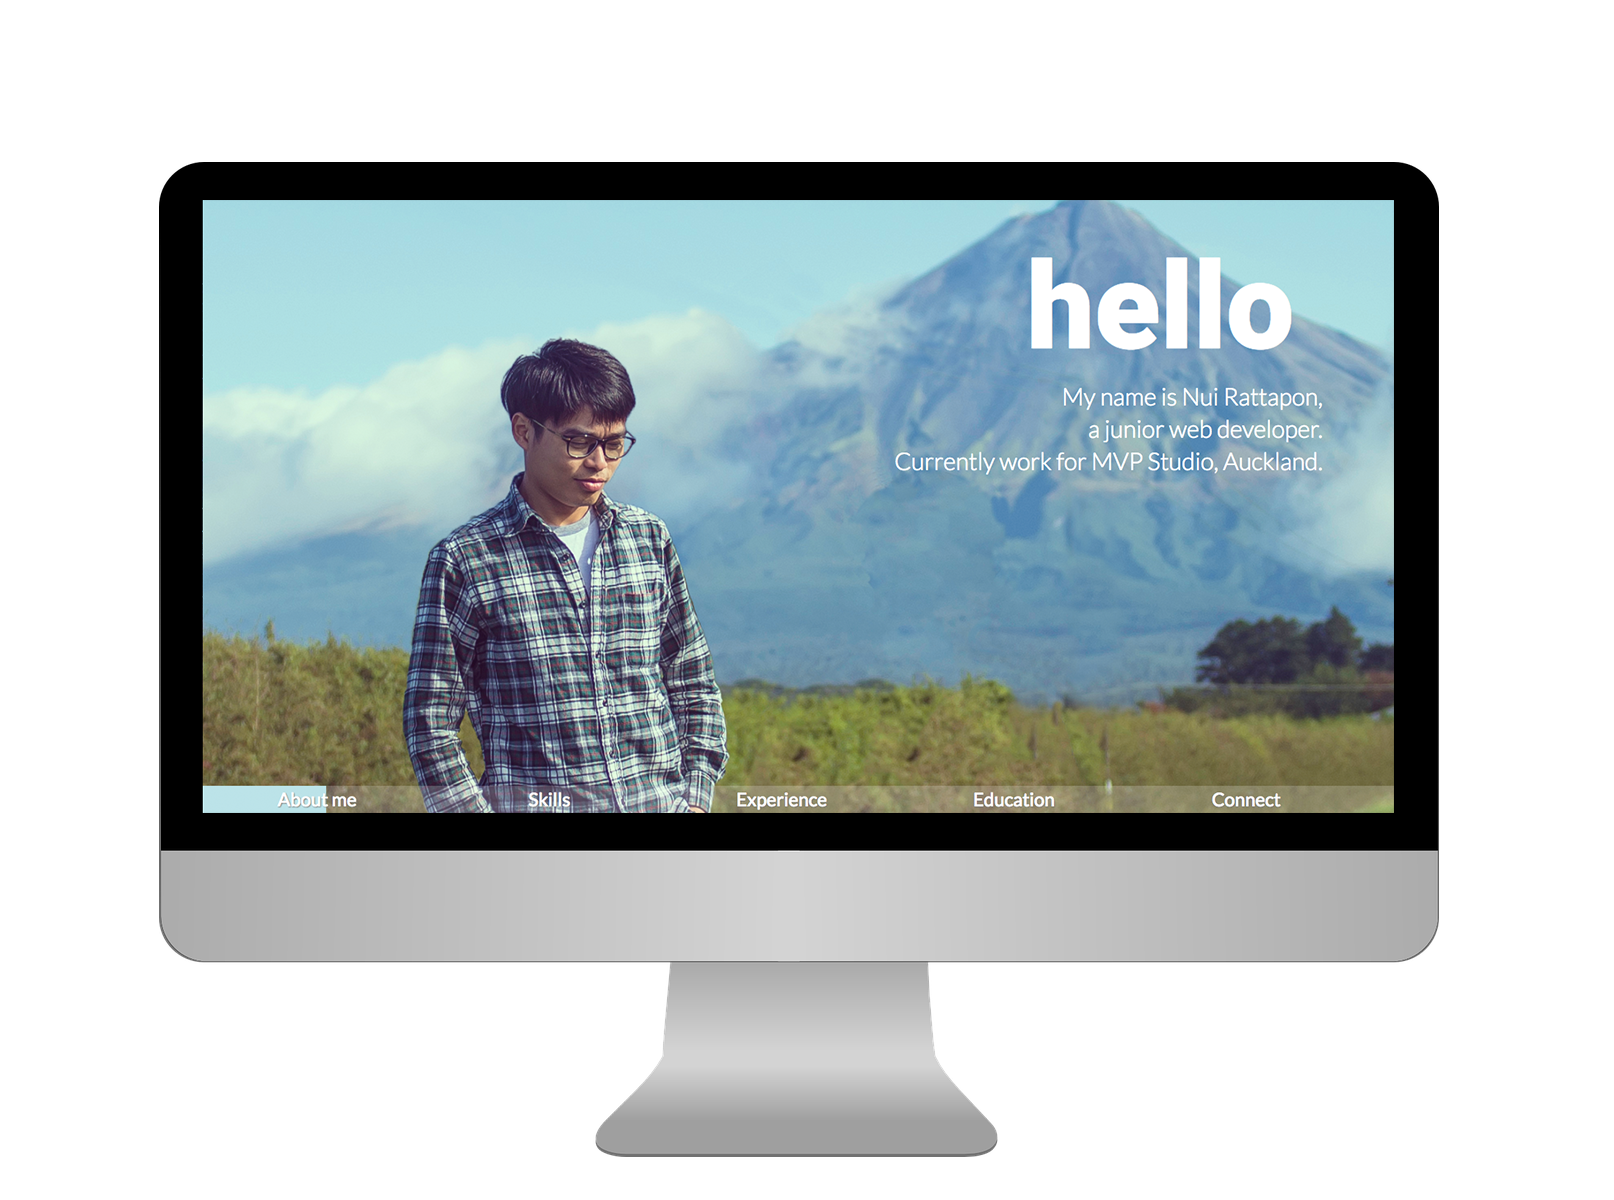 hello
My name is Nui Rattapon,
a junior web developer.
Currently work for MVP Studio, Auckland.
About me
Skills
Experience
Education
Connect